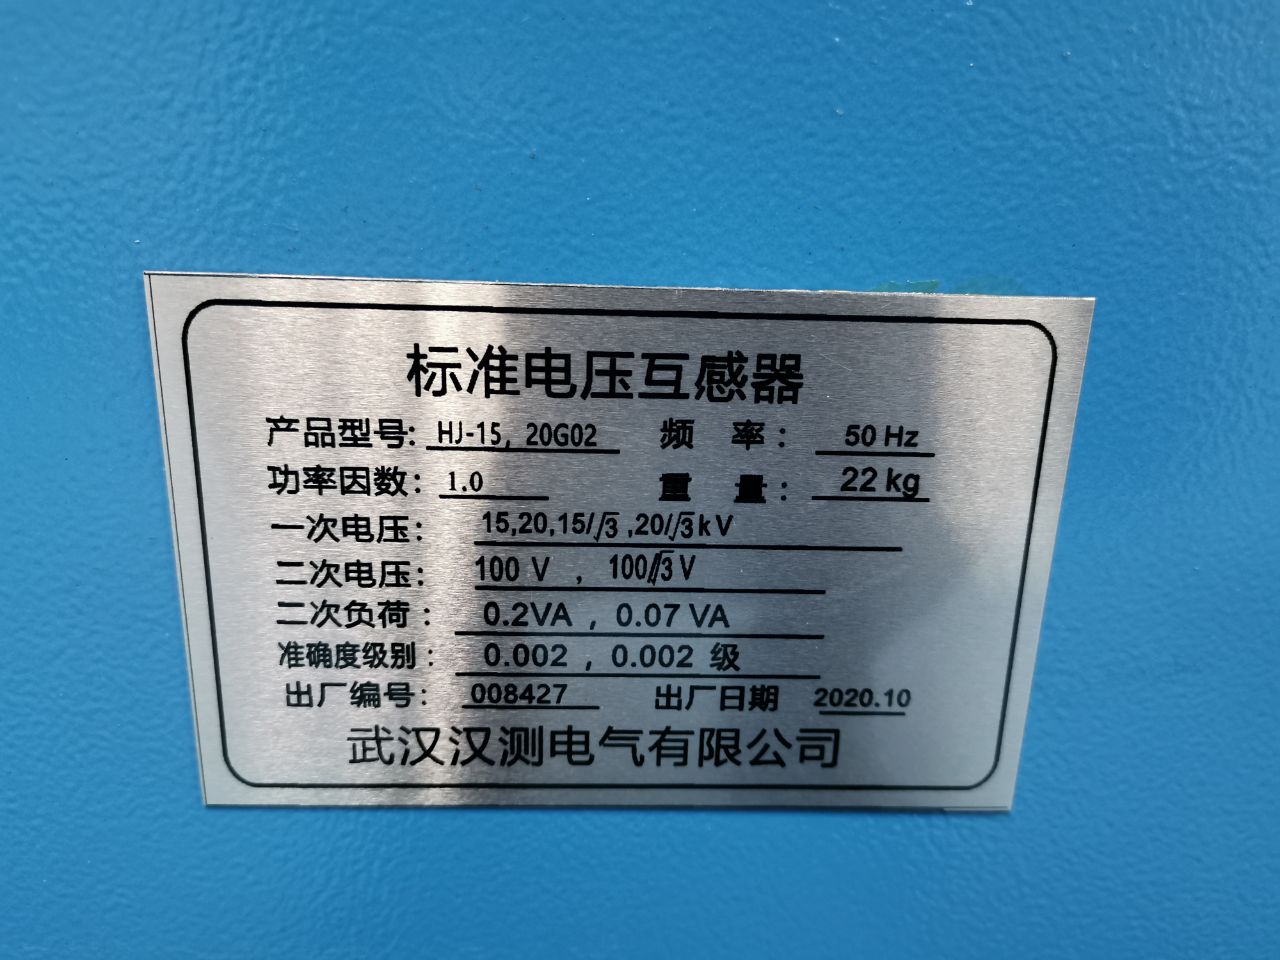 标准电压互感器
产品型号: HJ-15, 20G02 频 率: 50 Hz
功率因数: 1.0 重 量: 22 kg
一次电压: 15,20,15/√3 ,20/√3 kV
二次电压: 100 V , 100/√3 V
二次负荷: 0.2VA , 0.07 VA
准确度级别: 0.002 , 0.002 级
出厂编号: 008427 出厂日期 2020.10
武汉汉测电气有限公司